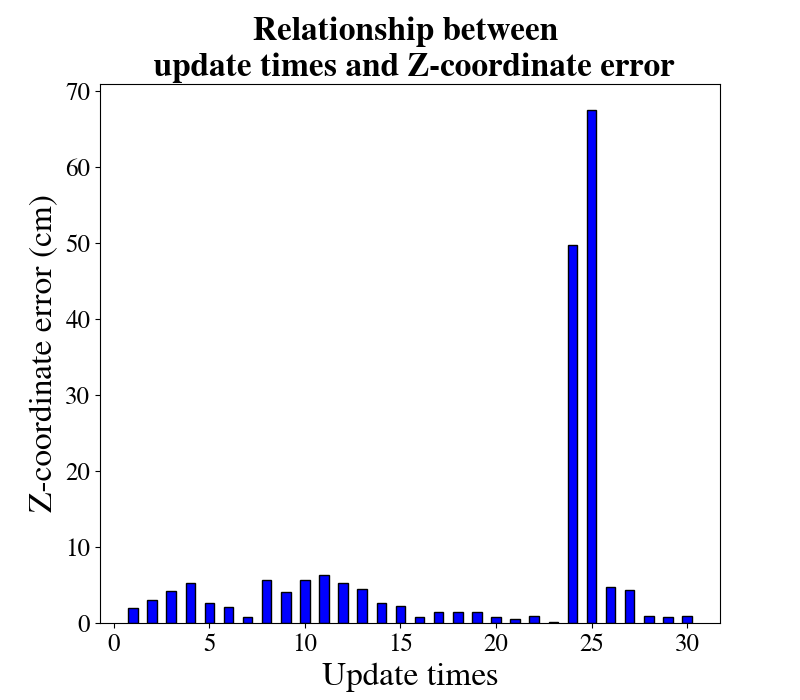 Relationship between
update times and Z-coordinate error
Z-coordinate error (cm)
70
60
50
40
30
20
10
0
0 5 10 15 20 25 30
Update times